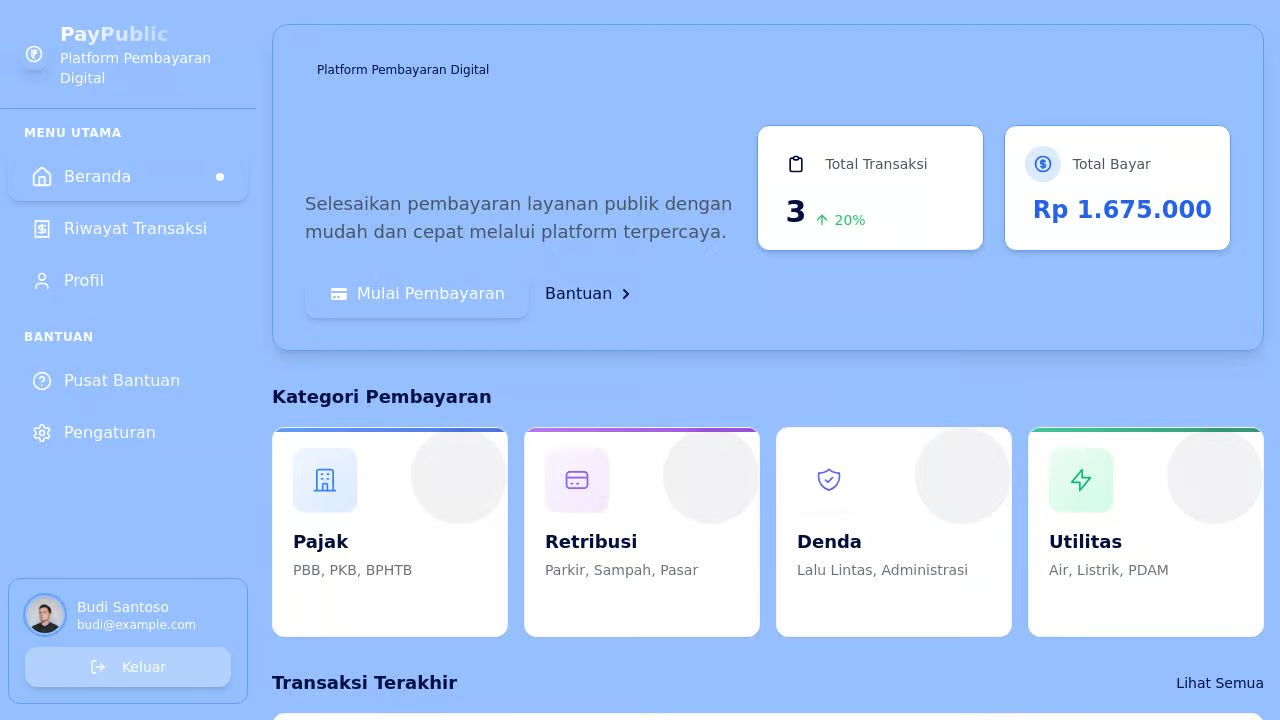 PayPublic
Platform Pembayaran
Digital
MENU UTAMA
Beranda
Riwayat Transaksi
Profil
BANTUAN
Pusat Bantuan
Pengaturan
Budi Santoso
budi@example.com
Keluar
Platform Pembayaran Digital
Selesaikan pembayaran layanan publik dengan
mudah dan cepat melalui platform terpercaya.
Mulai Pembayaran
Bantuan
Total Transaksi
3
20%
Total Bayar
Rp 1.675.000
Kategori Pembayaran
Pajak
PBB, PKB, BPHTB
Retribusi
Parkir, Sampah, Pasar
Denda
Lalu Lintas, Administrasi
Utilitas
Air, Listrik, PDAM
Transaksi Terakhir
Lihat Semua